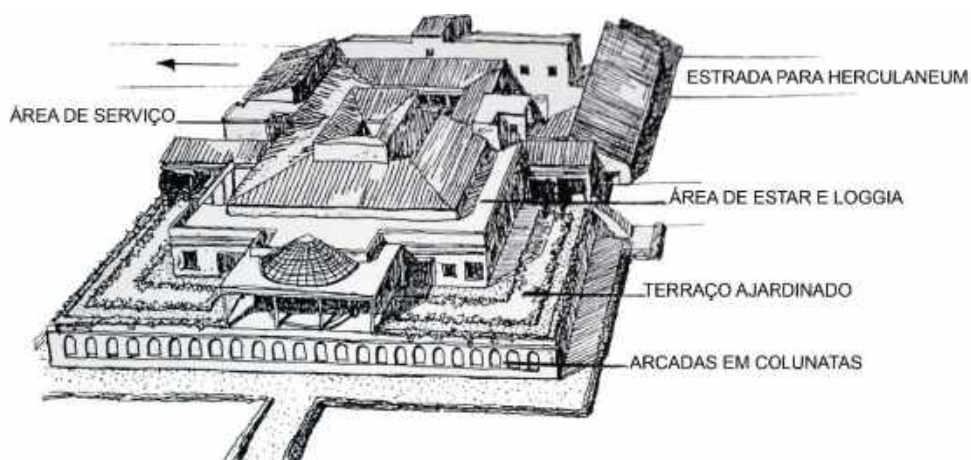 ESTRADA PARA HERCULANEUM
ÁREA DE SERVIÇO
ÁREA DE ESTAR E LOGGIA
TERRAÇO AJARDINADO
ARCADAS EM COLUNATAS